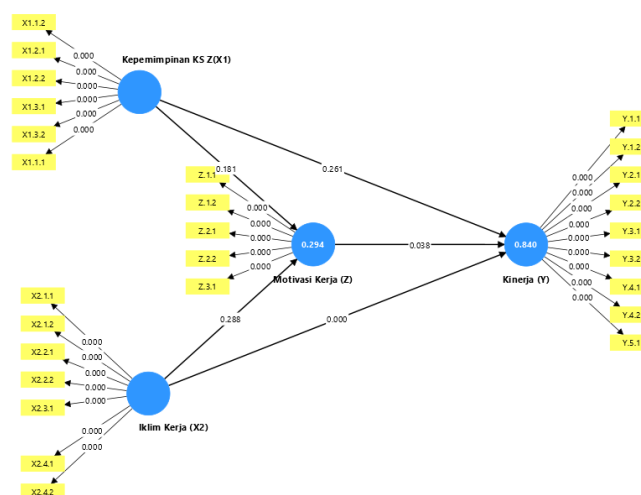 X1.1.2
X1.2.1
X1.2.2
X1.3.1
X1.3.2
X1.1.1
0.000
0.000
0.000
0.000
0.000
0.000
Kepemimpinan KS Z(X1)
0.181
0.261
Z.1.1
Z.1.2
Z.2.1
Z.2.2
Z.3.1
0.000
0.000
0.000
0.000
0.000
0.294
Motivasi Kerja (Z)
0.038
0.840
Kinerja (Y)
Y.1.1
Y.1.2
Y.2.1
Y.2.2
Y.3.1
Y.3.2
Y.4.1
Y.4.2
Y.5.1
0.000
0.000
0.000
0.000
0.000
0.000
0.000
0.000
0.000
0.288
0.000
X2.1.1
X2.1.2
X2.2.1
X2.2.2
X2.3.1
X2.4.1
X2.4.2
0.000
0.000
0.000
0.000
0.000
0.000
0.000
Iklim Kerja (X2)